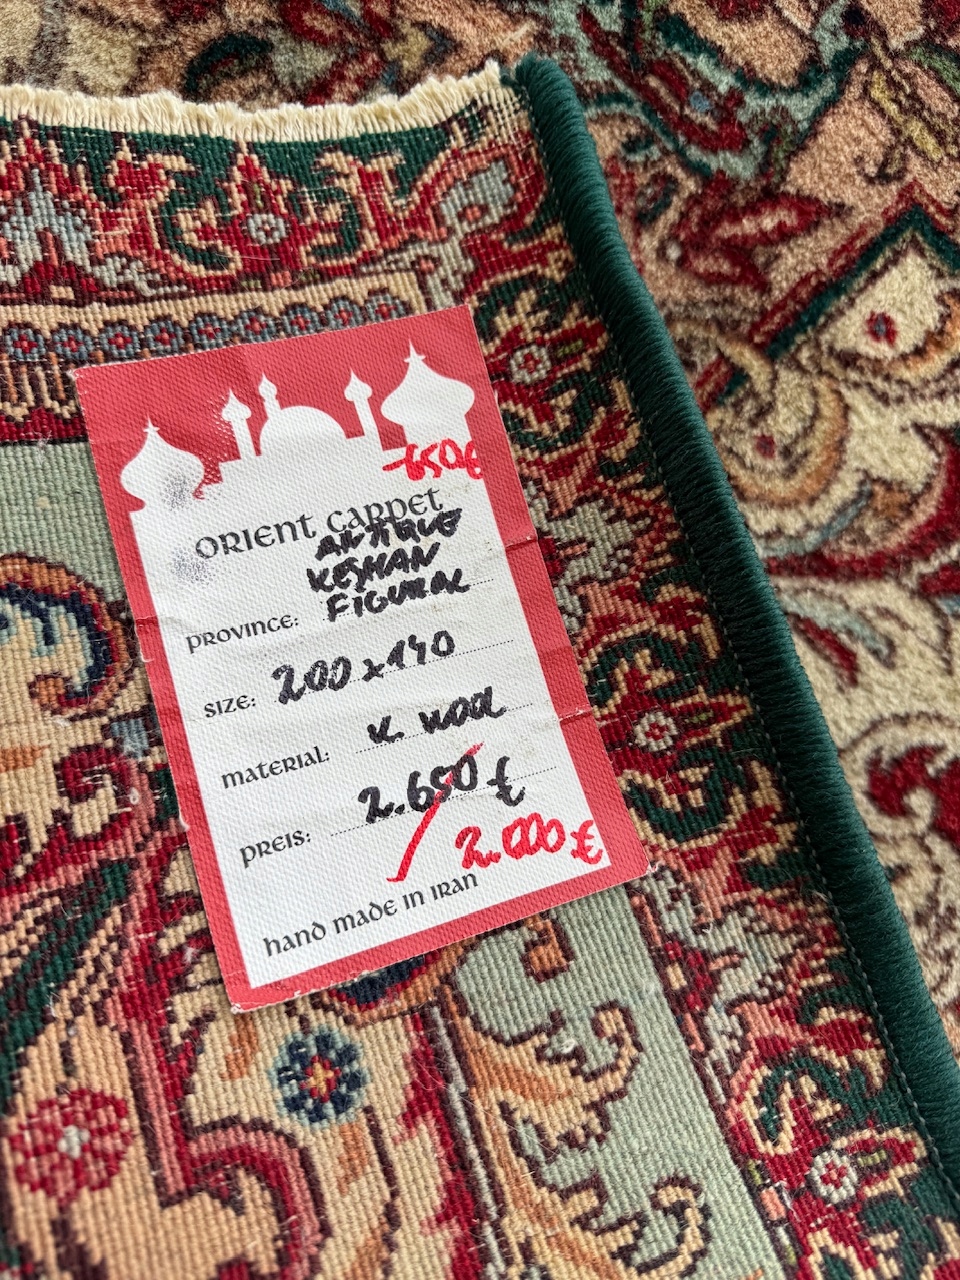 -650€
ORIENT CARPET
ANTIQUE
KESHAN
FIGURAL
PROVINCE:
SIZE: 200 x 140
MATERIAL: K. WOOL
PREIS: 2.650 €
2.000 €
HAND MADE IN IRAN